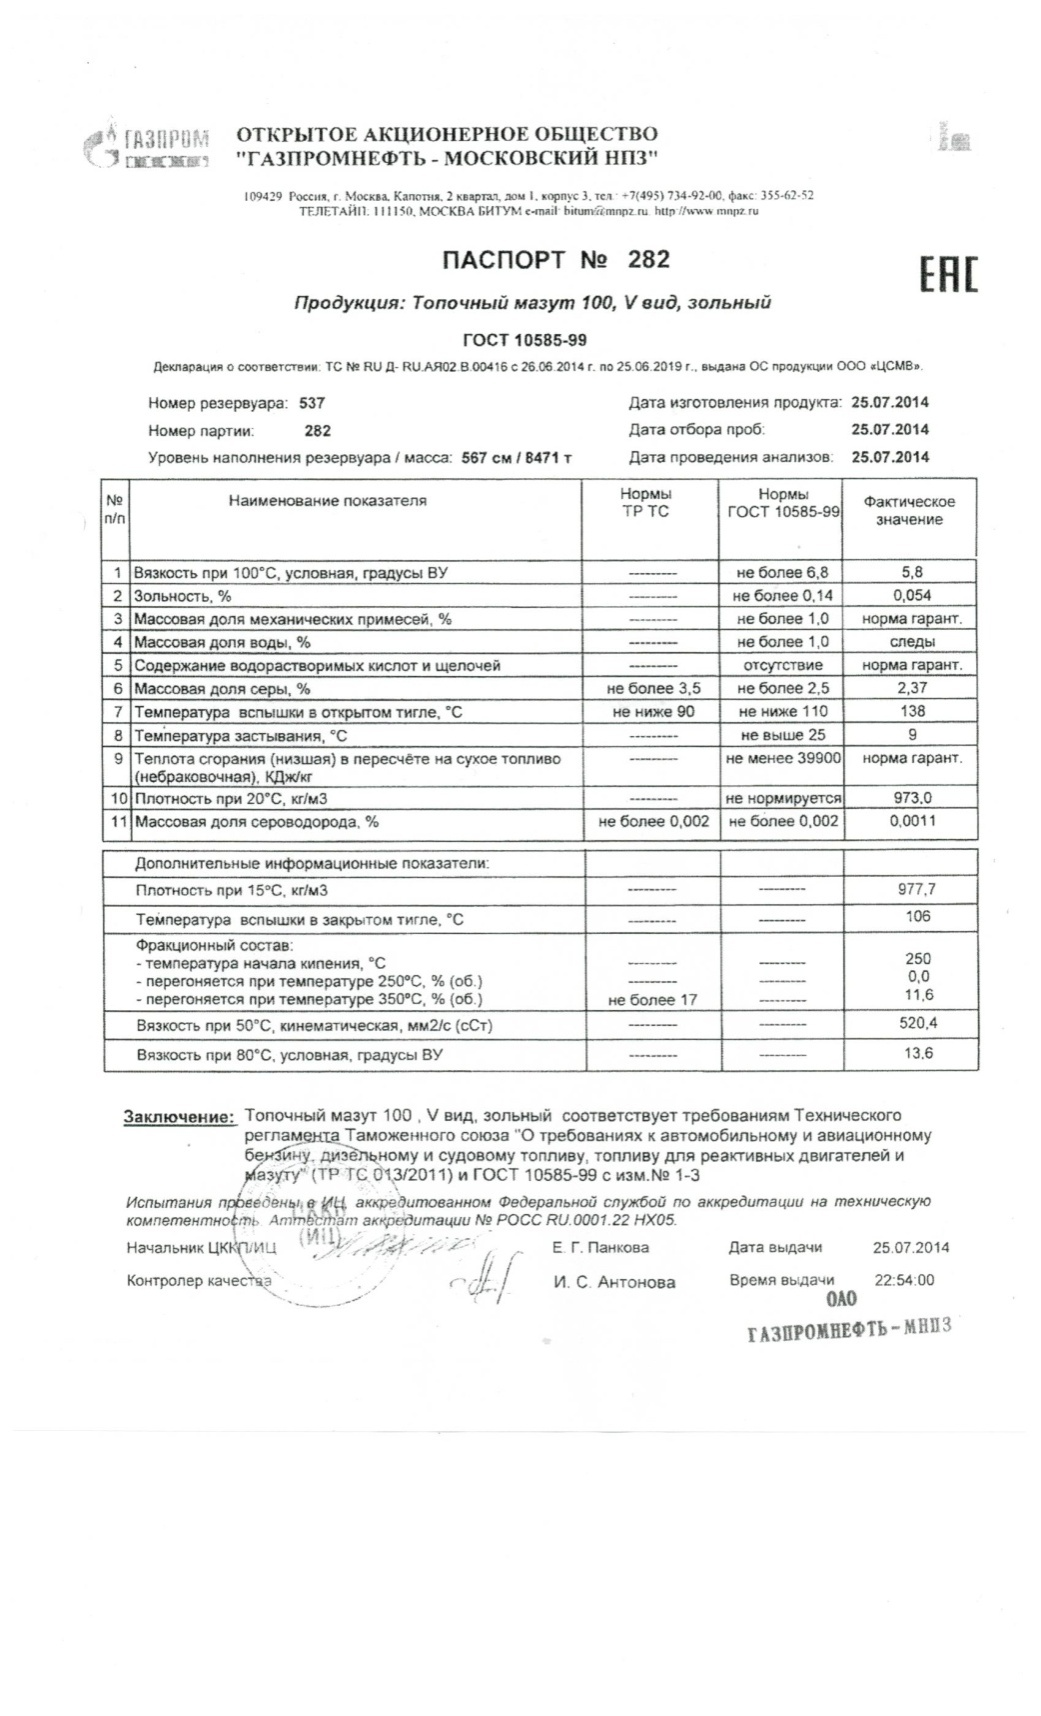 ГАЗПРОМ
ОТКРЫТОЕ АКЦИОНЕРНОЕ ОБЩЕСТВО
"ГАЗПРОМНЕФТЬ - МОСКОВСКИЙ НПЗ"
109429 Россия, г. Москва, Капотня, 2 квартал, дом 1, корпус 3, тел.: +7(495) 734-92-00, факс: 355-62-52
ТЕЛЕТАЙП: 111150, МОСКВА БИТУМ e-mail: bitum@mnpz.ru. http://www.mnpz.ru
ПАСПОРТ № 282
ЕАС
Продукция: Топочный мазут 100, V вид, зольный
ГОСТ 10585-99
Декларация о соответствии: ТС № RU Д- RU.АЯ02.В.00416 с 26.06.2014 г. по 25.06.2019 г., выдана ОС продукции ООО «ЦСМВ».
Номер резервуара: 537 Дата изготовления продукта: 25.07.2014
Номер партии: 282 Дата отбора проб: 25.07.2014
Уровень наполнения резервуара / масса: 567 см / 8471 т Дата проведения анализов: 25.07.2014
№ п/п Наименование показателя Нормы ТР ТС Нормы ГОСТ 10585-99 Фактическое значение
1 Вязкость при 100°С, условная, градусы ВУ --------- не более 6,8 5,8
2 Зольность, % --------- не более 0,14 0,054
3 Массовая доля механических примесей, % --------- не более 1,0 норма гарант.
4 Массовая доля воды, % --------- не более 1,0 следы
5 Содержание водорастворимых кислот и щелочей --------- отсутствие норма гарант.
6 Массовая доля серы, % не более 3,5 не более 2,5 2,37
7 Температура вспышки в открытом тигле, °С не ниже 90 не ниже 110 138
8 Температура застывания, °С --------- не выше 25 9
9 Теплота сгорания (низшая) в пересчёте на сухое топливо --------- не менее 39900 норма гарант.
(небраковочная), КДж/кг
10 Плотность при 20°С, кг/м3 --------- не нормируется 973,0
11 Массовая доля сероводорода, % не более 0,002 не более 0,002 0,0011
Дополнительные информационные показатели:
Плотность при 15°С, кг/м3 --------- --------- 977,7
Температура вспышки в закрытом тигле, °С --------- --------- 106
Фракционный состав:
- температура начала кипения, °С --------- --------- 250
- перегоняется при температуре 250°С, % (об.) --------- --------- 0,0
- перегоняется при температуре 350°С, % (об.) не более 17 --------- 11,6
Вязкость при 50°С, кинематическая, мм2/с (сСт) --------- --------- 520,4
Вязкость при 80°С, условная, градусы ВУ --------- --------- 13,6
Заключение: Топочный мазут 100 , V вид, зольный соответствует требованиям Технического
регламента Таможенного союза "О требованиях к автомобильному и авиационному
бензину, дизельному и судовому топливу, топливу для реактивных двигателей и
мазуту" (ТР ТС 013/2011) и ГОСТ 10585-99 с изм.№ 1-3
Испытания проведены в ИЦ, аккредитованном Федеральной службой по аккредитации на техническую
компетентность. Аттестат аккредитации № РОСС RU.0001.22 НХ05.
(ИЦ)
Начальник ЦККП/ИЦ Е. Г. Панкова Дата выдачи 25.07.2014
Контролер качества И. С. Антонова Время выдачи 22:54:00
ОАО
ГАЗПРОМНЕФТЬ-МНПЗ